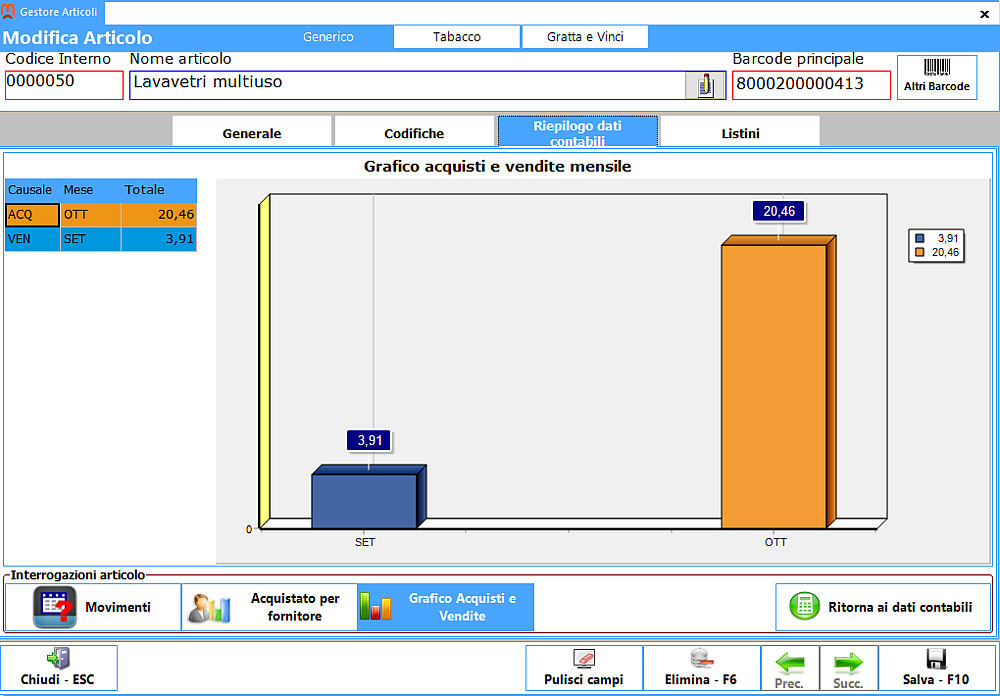 Gestore Articoli
Modifica Articolo
Generico
Tabacco
Gratta e Vinci
Codice Interno
Nome articolo
Barcode principale
0000050
Lavavetri multiuso
8000200000413
Altri Barcode
Generale
Codifiche
Riepilogo dati
contabili
Listini
Grafico acquisti e vendite mensile
Causale Mese Totale
ACQ OTT 20,46
VEN SET 3,91
20,46
3,91
3,91
20,46
0
SET
OTT
Interrogazioni articolo
Movimenti
Acquistato per
fornitore
Grafico Acquisti e
Vendite
Ritorna ai dati contabili
Chiudi - ESC
Pulisci campi
Elimina - F6
Prec.
Succ.
Salva - F10